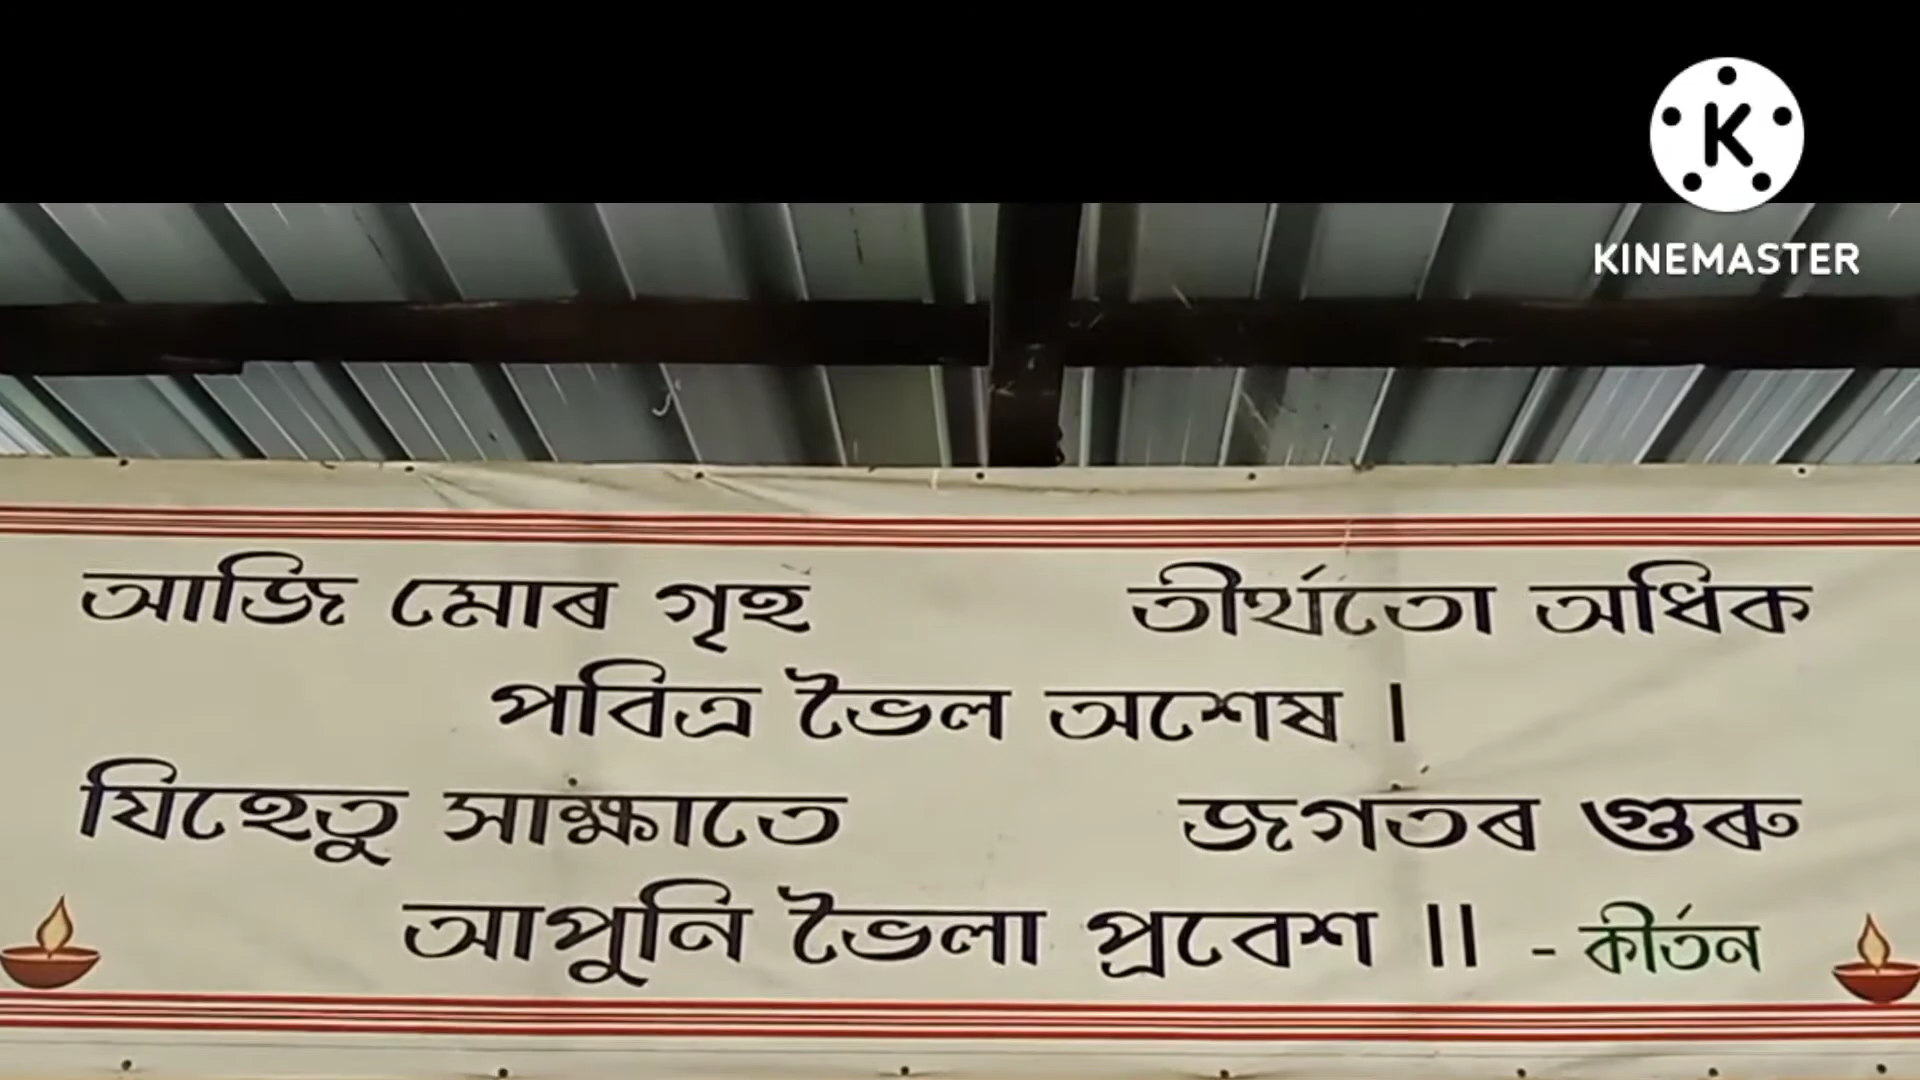 KINEMASTER
আজি মোৰ গৃহ তীৰ্থতো অধিক
পবিত্ৰ ভৈল অশেষ ।
যিহেতু সাক্ষাতে জগতৰ গুৰু
আপুনি ভৈলা প্ৰবেশ ॥ - কীৰ্তন